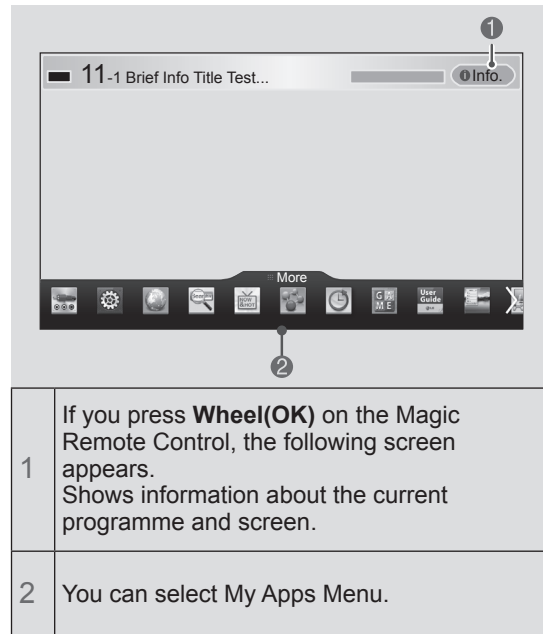 1
11-1 Brief Info Title Test...
Info.
More
NOW
&HOT
GAME
User
Guide
2
1
If you press Wheel(OK) on the Magic
Remote Control, the following screen
appears.
Shows information about the current
programme and screen.
2
You can select My Apps Menu.